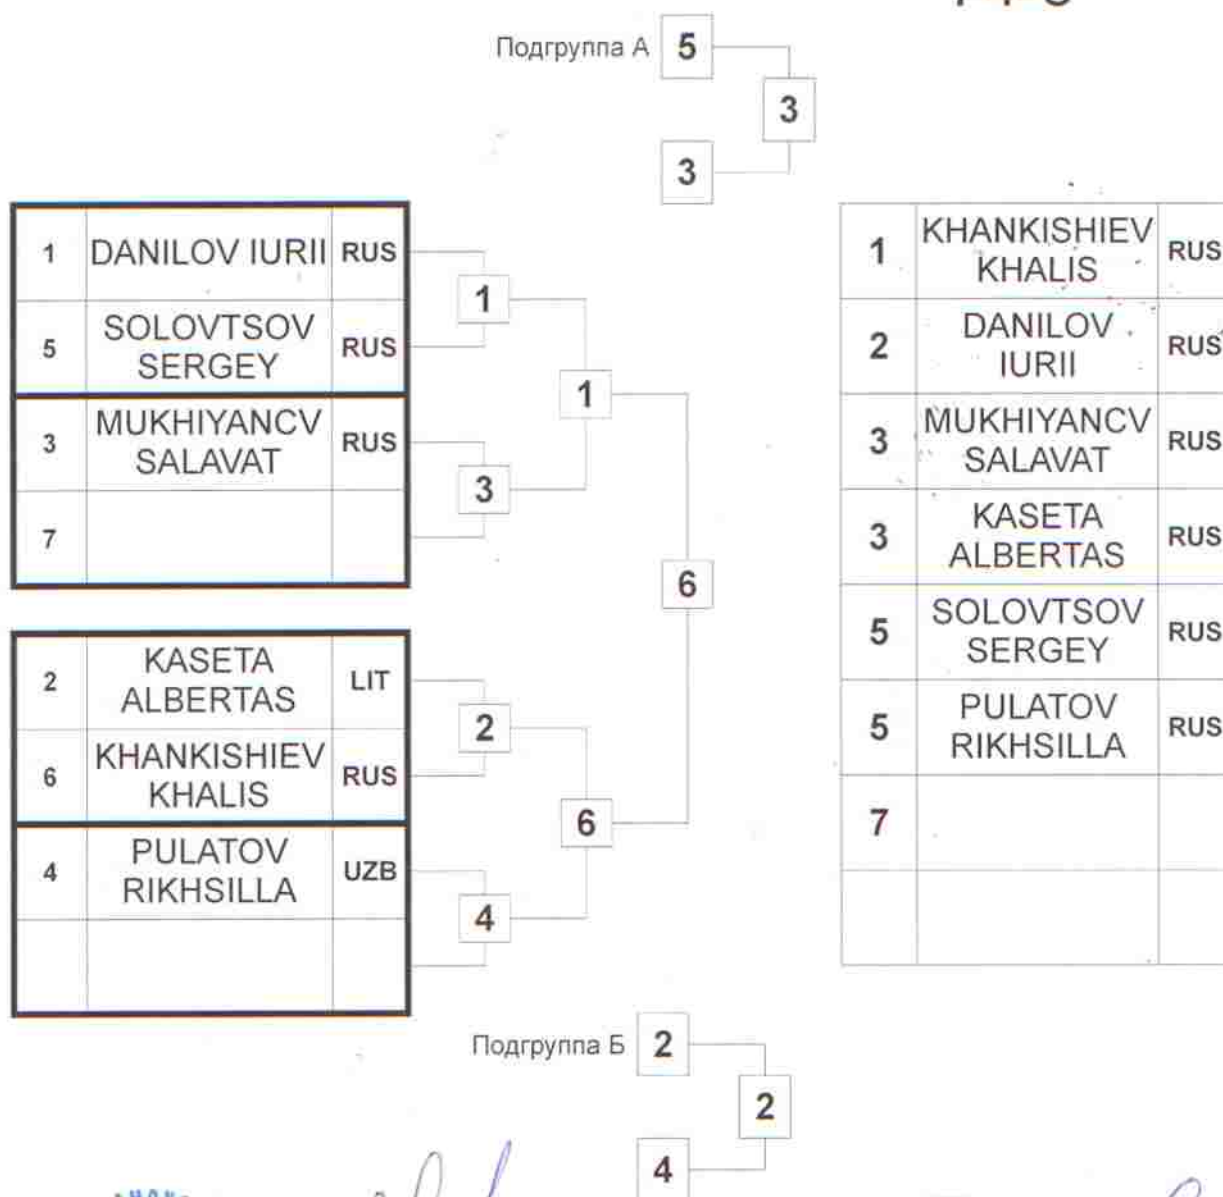 Подгруппа А 5
3
3
1 DANILOV IURII RUS
5 SOLOVTSOV SERGEY RUS
3 MUKHIYANCV SALAVAT RUS
7
1
3
1
6
2 KASETA ALBERTAS LIT
6 KHANKISHIEV KHALIS RUS
4 PULATOV RIKHSILLA UZB
2
4
6
1 KHANKISHIEV KHALIS RUS
2 DANILOV IURII RUS
3 MUKHIYANCV SALAVAT RUS
3 KASETA ALBERTAS RUS
5 SOLOVTSOV SERGEY RUS
5 PULATOV RIKHSILLA RUS
7
Подгруппа Б 2
2
4